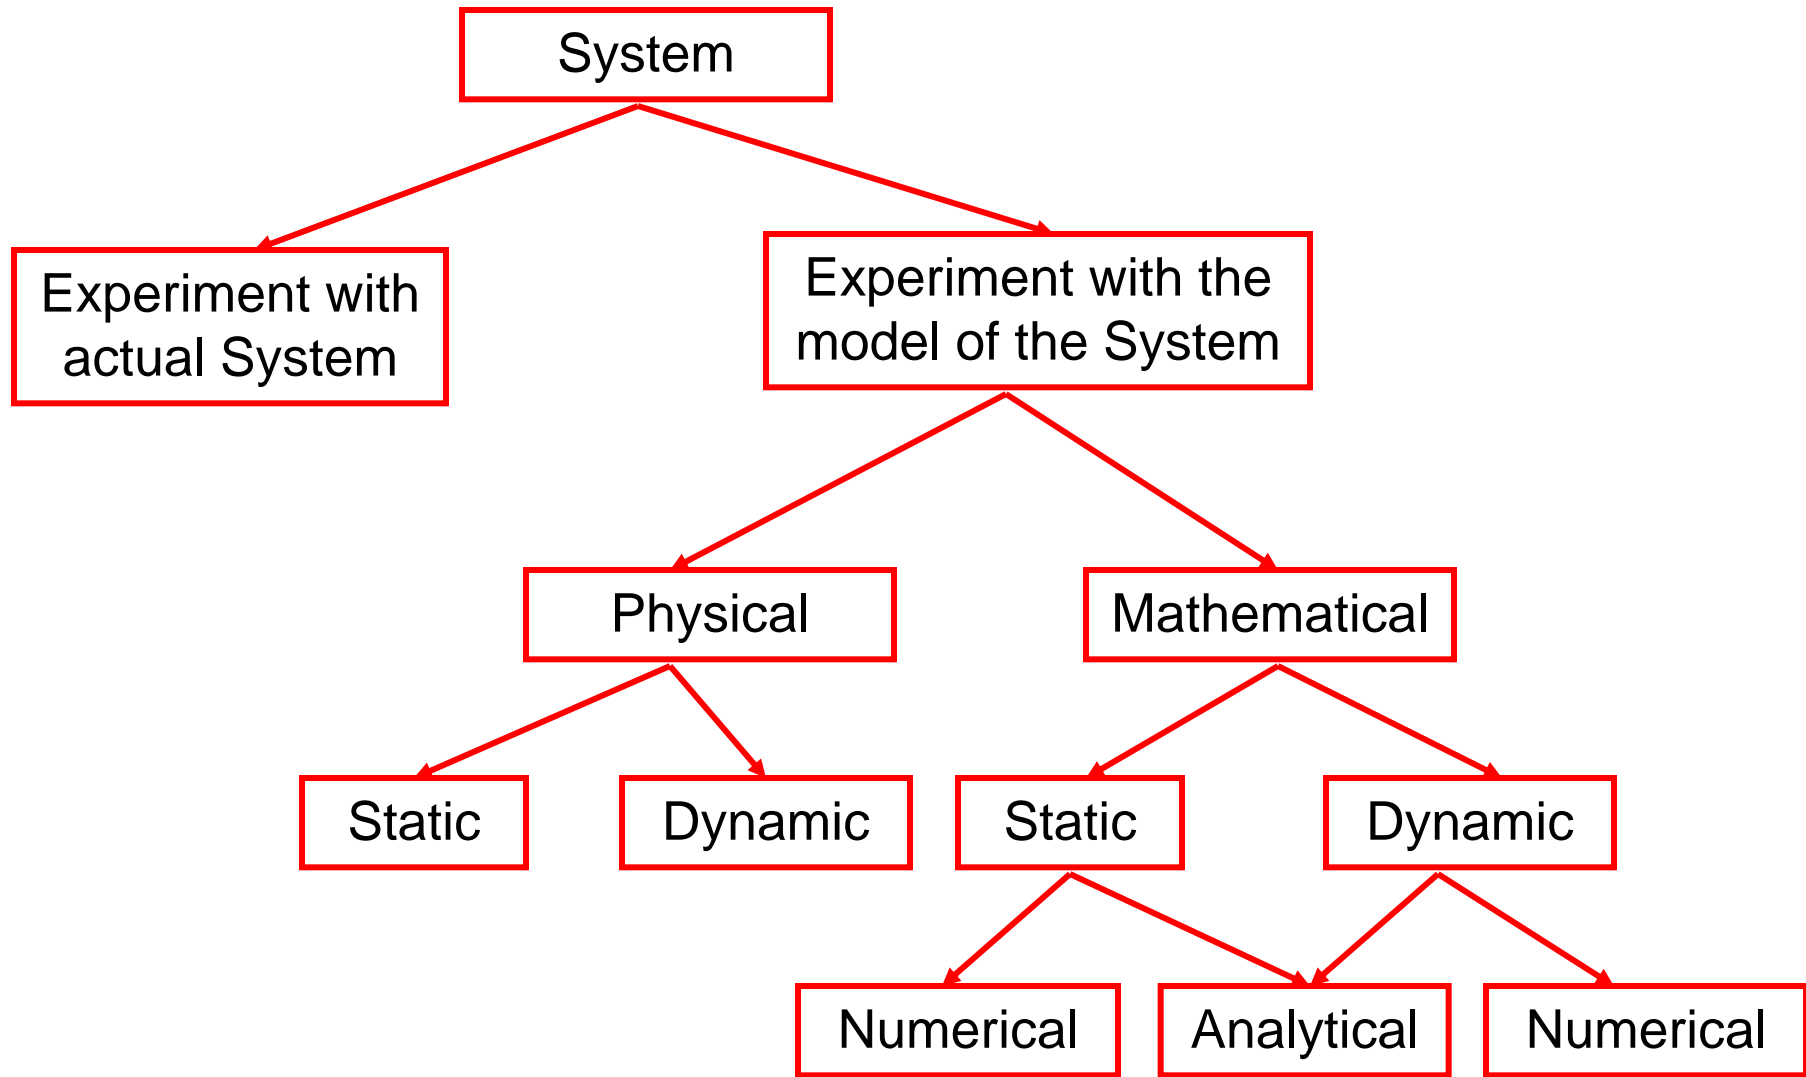 System
Experiment with
actual System
Experiment with the
model of the System
Physical
Mathematical
Static
Dynamic
Static
Dynamic
Numerical
Analytical
Numerical